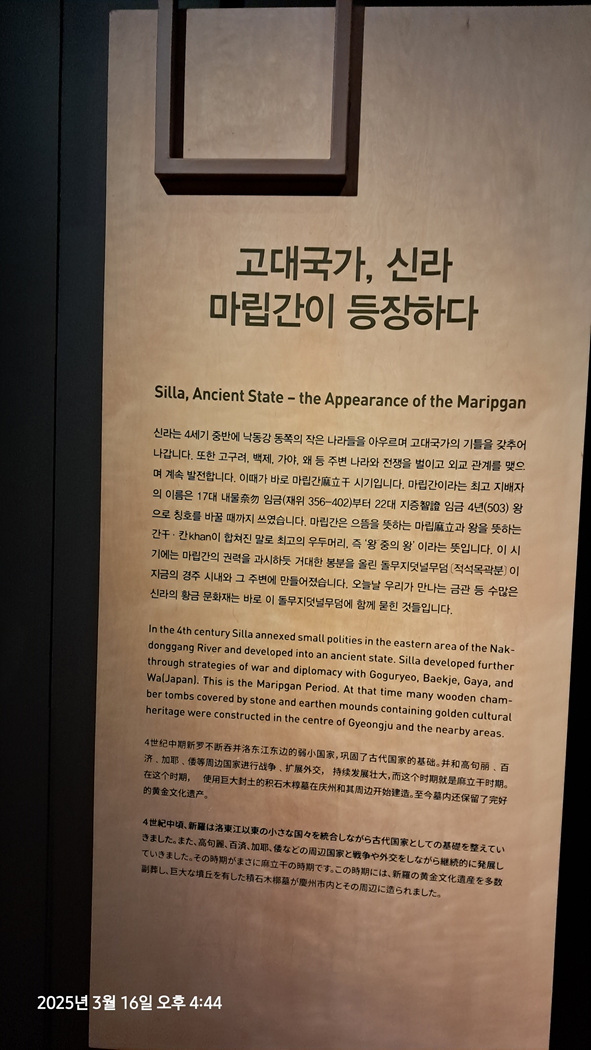 고대국가, 신라
마립간이 등장하다
Silla, Ancient State – the Appearance of the Maripgan
신라는 4세기 중반에 낙동강 동쪽의 작은 나라들을 아우르며 고대국가의 기틀을 갖추어
나갑니다. 또한 고구려, 백제, 가야, 왜 등 주변 나라와 전쟁을 벌이고 외교 관계를 맺으
며 계속 발전합니다. 이때가 바로 마립간麻立干 시기입니다. 마립간이라는 최고 지배자
의 이름은 17대 내물奈勿 임금(재위 356–402)부터 22대 지증智證 임금 4년(503) 왕
으로 칭호를 바꿀 때까지 쓰였습니다. 마립간은 으뜸을 뜻하는 마립麻立과 왕을 뜻하는
간干·칸khan이 합쳐진 말로 최고의 우두머리, 즉 ‘왕 중의 왕’이라는 뜻입니다. 이 시
기에는 마립간의 권력을 과시하듯 거대한 봉분을 올린 돌무지덧널무덤〔적석목곽분〕이
지금의 경주 시내와 그 주변에 만들어졌습니다. 오늘날 우리가 만나는 금관 등 수많은
신라의 황금 문화재는 바로 이 돌무지덧널무덤에 함께 묻힌 것들입니다.
In the 4th century Silla annexed small polities in the eastern area of the Nak-
donggang River and developed into an ancient state. Silla developed further
through strategies of war and diplomacy with Goguryeo, Baekje, Gaya, and
Wa(Japan). This is the Maripgan Period. At that time many wooden cham-
ber tombs covered by stone and earthen mounds containing golden cultural
heritage were constructed in the centre of Gyeongju and the nearby areas.
4世纪中期新罗不断吞并洛东江东边的弱小国家，巩固了古代国家的基础。并和高句丽﹑百
济﹑加耶﹑倭等周边国家进行战争﹑扩展外交， 持续发展壮大，而这个时期就是麻立干时期。
在这个时期， 使用巨大封土的积石木椁墓在庆州和其周边开始建造。至今墓内还保留了完好
的黄金文化遗产。
4世紀中頃、新羅は洛東江以東の小さな国々を統合しながら古代国家としての基礎を整えてい
きました。また、高句麗、百済、加耶、倭などの周辺国家と戦争や外交をしながら継続的に発展し
ていきました。その時期がまさに麻立干の時期です。この時期には、新羅の黄金文化遺産を多数
副葬し、巨大な墳丘を有した積石木槨墓が慶州市内とその周辺に造られました。
2025년 3월 16일 오후 4:44